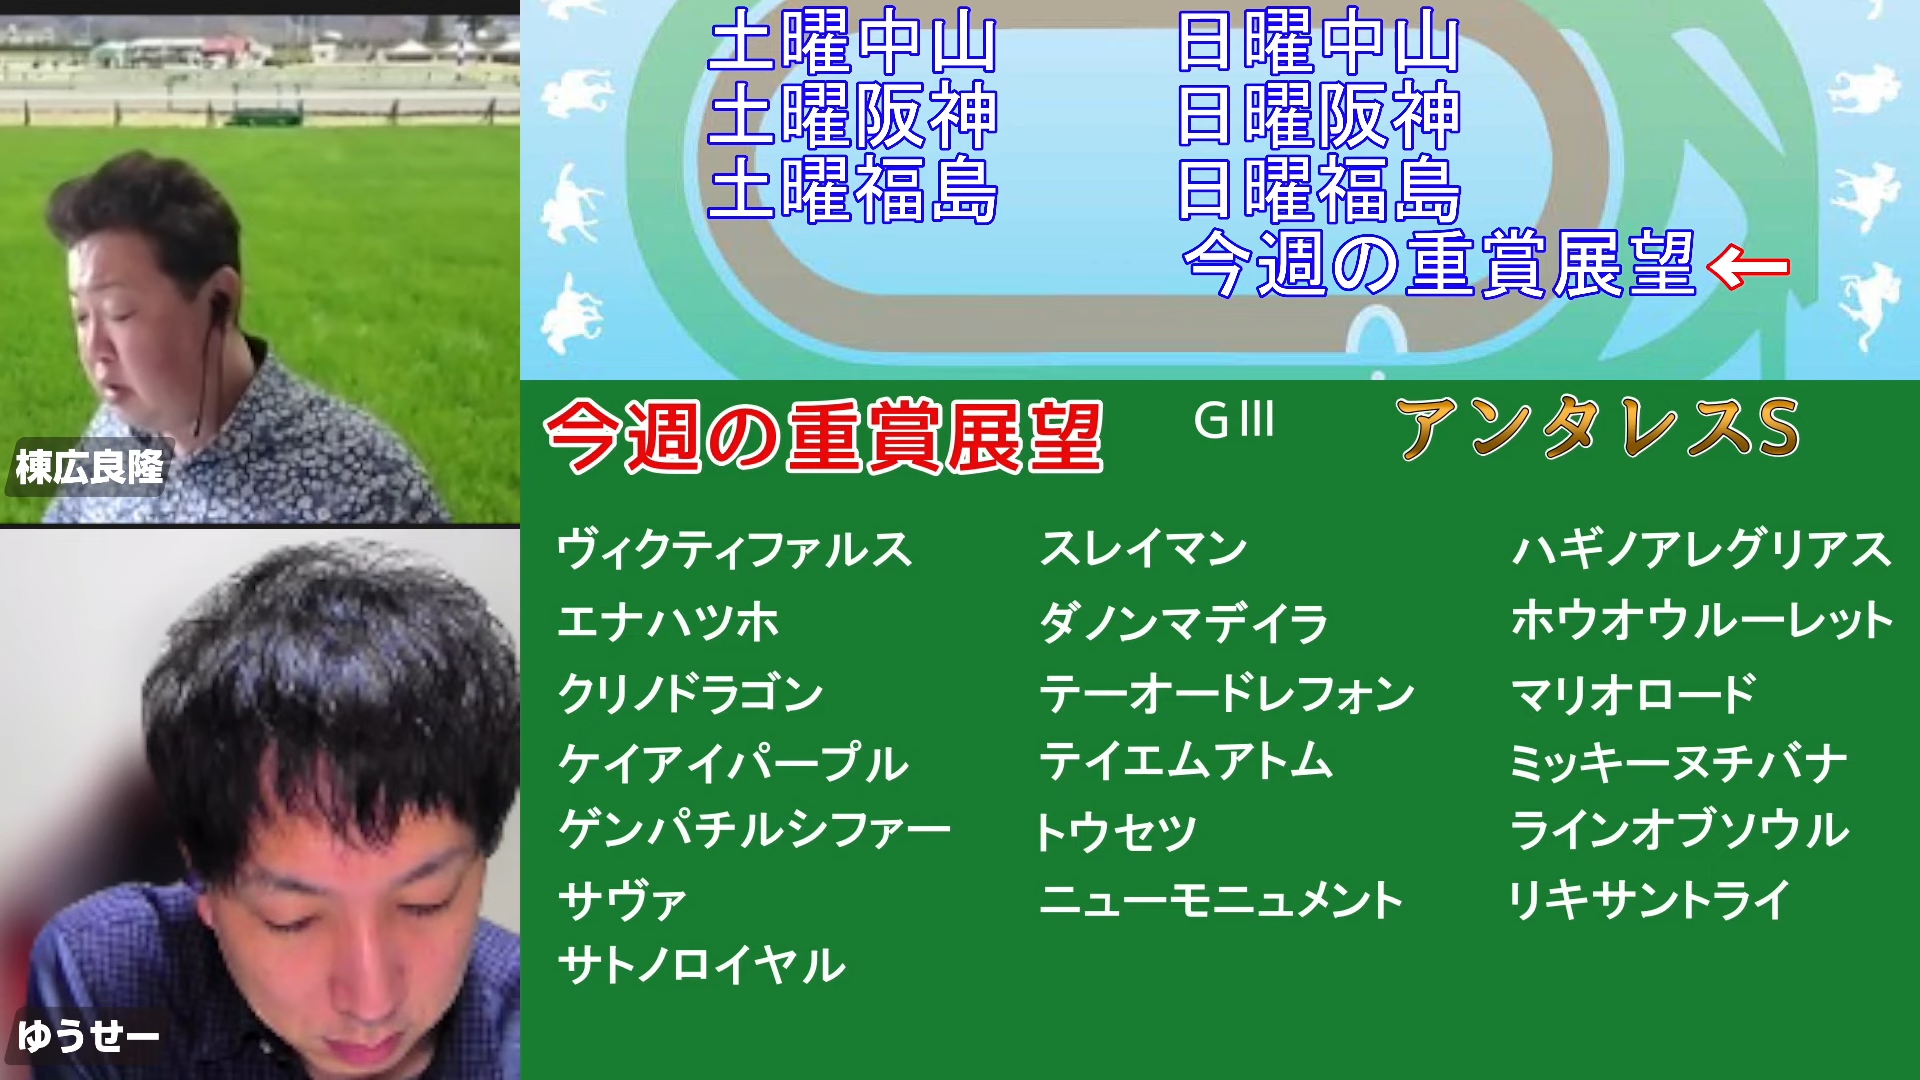 土曜中山
日曜中山
土曜阪神
日曜阪神
土曜福島
日曜福島
今週の重賞展望←
今週の重賞展望
GⅢ
アンタレスS
ヴィクティファルス
エナハツホ
クリノドラゴン
ケイアイパープル
ゲンパチルシファー
サヴァ
サトノロイヤル
スレイマン
ダノンマデイラ
テーオードレフォン
テイエムアトム
トウセツ
ニューモニュメント
ハギノアレグリアス
ホウオウルーレット
マリオロード
ミッキーヌチバナ
ラインオブソウル
リキサントライ
棟広良隆
ゆうせー